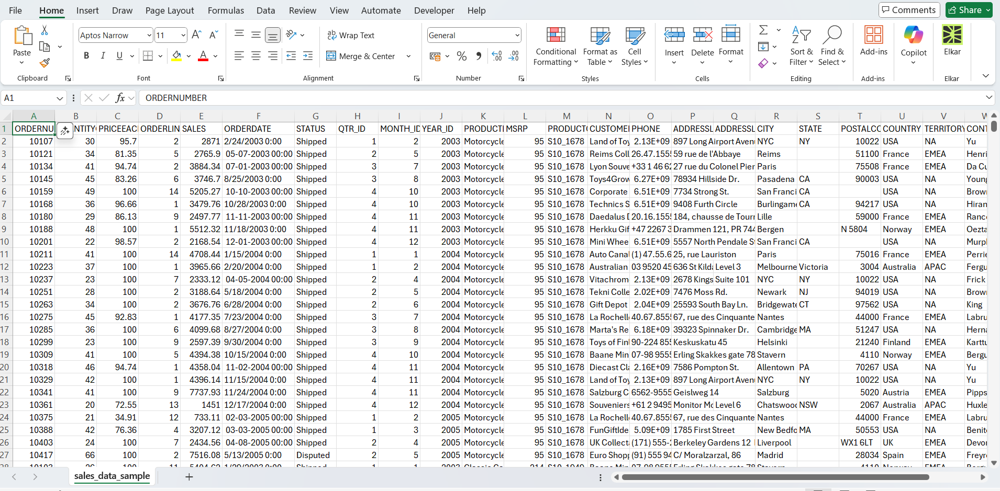 File Home Insert Draw Page Layout Formulas Data Review View Automate Developer Help Comments Share
Aptos Narrow 11 Wrap Text General
Paste B I U Merge & Center Conditional Formatting Format as Table Cell Styles Insert Delete Format Sort & Filter Find & Select Add-ins Copilot Elkar
Clipboard Font Alignment Number Styles Cells Editing Add-ins Elkar
A1 fx ORDERNUMBER
A B C D E F G H I J K L M N O P Q R S T U V W
1 ORDERNU NTITY PRICEEAC ORDERLIN SALES ORDERDATE STATUS QTR_ID MONTH_ID YEAR_ID PRODUCTI MSRP PRODUCT CUSTOMEI PHONE ADDRESSL ADDRESSL CITY STATE POSTALCO COUNTRY TERRITORY CONT
2 10107 30 95.7 2 2871 2/24/2003 0:00 Shipped 1 2 2003 Motorcycle 95 S10_1678 Land of Toy 2.13E+09 897 Long Airport Aven NYC NY 10022 USA NA Yu
3 10121 34 81.35 5 2765.9 05-07-2003 00:00 Shipped 2 5 2003 Motorcycle 95 S10_1678 Reims Coll 26.47.1555 59 rue de l'Abbaye Reims 51100 France EMEA Henri
4 10134 41 94.74 2 3884.34 07-01-2003 00:00 Shipped 3 7 2003 Motorcycle 95 S10_1678 Lyon Souve +33 1 46 62 27 rue du Colonel Pier Paris 75508 France EMEA Da Cu
5 10145 45 83.26 6 3746.7 8/25/2003 0:00 Shipped 3 8 2003 Motorcycle 95 S10_1678 Toys4Grow 6.27E+09 78934 Hillside Dr. Pasadena CA 90003 USA NA Young
6 10159 49 100 14 5205.27 10-10-2003 00:00 Shipped 4 10 2003 Motorcycle 95 S10_1678 Corporate 6.51E+09 7734 Strong St. San Franci CA USA NA Brow
7 10168 36 96.66 1 3479.76 10/28/2003 0:00 Shipped 4 10 2003 Motorcycle 95 S10_1678 Technics S 6.51E+09 9408 Furth Circle Burlingame CA 94217 USA NA Hiran
8 10180 29 86.13 9 2497.77 11-11-2003 00:00 Shipped 4 11 2003 Motorcycle 95 S10_1678 Daedalus D 20.16.1555 184, chausse de Tour Lille 59000 France EMEA Ranc
9 10188 48 100 1 5512.32 11/18/2003 0:00 Shipped 4 11 2003 Motorcycle 95 S10_1678 Herkku Gif +47 2267 3 Drammen 121, PR 744 Bergen N 5804 Norway EMEA Oezta
10 10201 22 98.57 2 2168.54 12-01-2003 00:00 Shipped 4 12 2003 Motorcycle 95 S10_1678 Mini Whee 6.51E+09 5557 North Pendale St San Franci CA USA NA Murp
11 10211 41 100 14 4708.44 1/15/2004 0:00 Shipped 1 1 2004 Motorcycle 95 S10_1678 Auto Canal (1) 47.55.6 25, rue Lauriston Paris 75016 France EMEA Perrie
12 10223 37 100 1 3965.66 2/20/2004 0:00 Shipped 1 2 2004 Motorcycle 95 S10_1678 Australian 03 9520 45 636 St Kilda Level 3 Melbourne Victoria 3004 Australia APAC Fergu
13 10237 23 100 7 2333.12 04-05-2004 00:00 Shipped 2 4 2004 Motorcycle 95 S10_1678 Vitachrom 2.13E+09 2678 Kings Suite 101 NYC NY 10022 USA NA Frick
14 10251 28 100 2 3188.64 5/18/2004 0:00 Shipped 2 5 2004 Motorcycle 95 S10_1678 Tekni Colle 2.02E+09 7476 Moss Rd. Newark NJ 94019 USA NA Brow
15 10263 34 100 2 3676.76 6/28/2004 0:00 Shipped 2 6 2004 Motorcycle 95 S10_1678 Gift Depot 2.04E+09 25593 South Bay Ln. Bridgewate CT 97562 USA NA King
16 10275 45 92.83 1 4177.35 7/23/2004 0:00 Shipped 3 7 2004 Motorcycle 95 S10_1678 La Rochell 40.67.8555 67, rue des Cinquante Nantes 44000 France EMEA Labru
17 10285 36 100 6 4099.68 8/27/2004 0:00 Shipped 3 8 2004 Motorcycle 95 S10_1678 Marta's Re 6.18E+09 39323 Spinnaker Dr. Cambridge MA 51247 USA NA Herna
18 10299 23 100 9 2597.39 9/30/2004 0:00 Shipped 3 9 2004 Motorcycle 95 S10_1678 Toys of Finl 90-224 855 Keskuskatu 45 Helsinki 21240 Finland EMEA Karttu
19 10309 41 100 5 4394.38 10/15/2004 0:00 Shipped 4 10 2004 Motorcycle 95 S10_1678 Baane Min 07-98 9555 Erling Skakkes gate 78 Stavern 4110 Norway EMEA Bergu
20 10318 46 94.74 1 4358.04 11-02-2004 00:00 Shipped 4 11 2004 Motorcycle 95 S10_1678 Diecast Cla 2.16E+09 7586 Pompton St. Allentown PA 70267 USA NA Yu
21 10329 42 100 1 4396.14 11/15/2004 0:00 Shipped 4 11 2004 Motorcycle 95 S10_1678 Land of Toy 2.13E+09 897 Long Airport Aven NYC NY 10022 USA NA Yu
22 10341 41 100 9 7737.93 11/24/2004 0:00 Shipped 4 11 2004 Motorcycle 95 S10_1678 Salzburg C 6562-9555 Geislweg 14 Salzburg 5020 Austria EMEA Pipps
23 10361 20 72.55 13 1451 12/17/2004 0:00 Shipped 4 12 2004 Motorcycle 95 S10_1678 Souveniers +61 2 9495 Monitor Mo Level 6 Chatswood NSW 2067 Australia APAC Huxle
24 10375 21 34.91 12 733.11 02-03-2005 00:00 Shipped 1 2 2005 Motorcycle 95 S10_1678 La Rochell 40.67.8555 67, rue des Cinquante Nantes 44000 France EMEA Labru
25 10388 42 76.36 4 3207.12 03-03-2005 00:00 Shipped 1 3 2005 Motorcycle 95 S10_1678 FunGiftIde 5.09E+09 1785 First Street New Bedfo MA 50553 USA NA Benit
26 10403 24 100 7 2434.56 04-08-2005 00:00 Shipped 2 4 2005 Motorcycle 95 S10_1678 UK Collect (171) 555-2 Berkeley Gardens 12 Liverpool WX1 6LT UK EMEA Devo
27 10417 66 100 2 7516.08 5/13/2005 0:00 Disputed 2 5 2005 Motorcycle 95 S10_1678 Euro Shop (91) 555 94 C/ Moralzarzal, 86 Madrid 28034 Spain EMEA Freyr
sales_data_sample